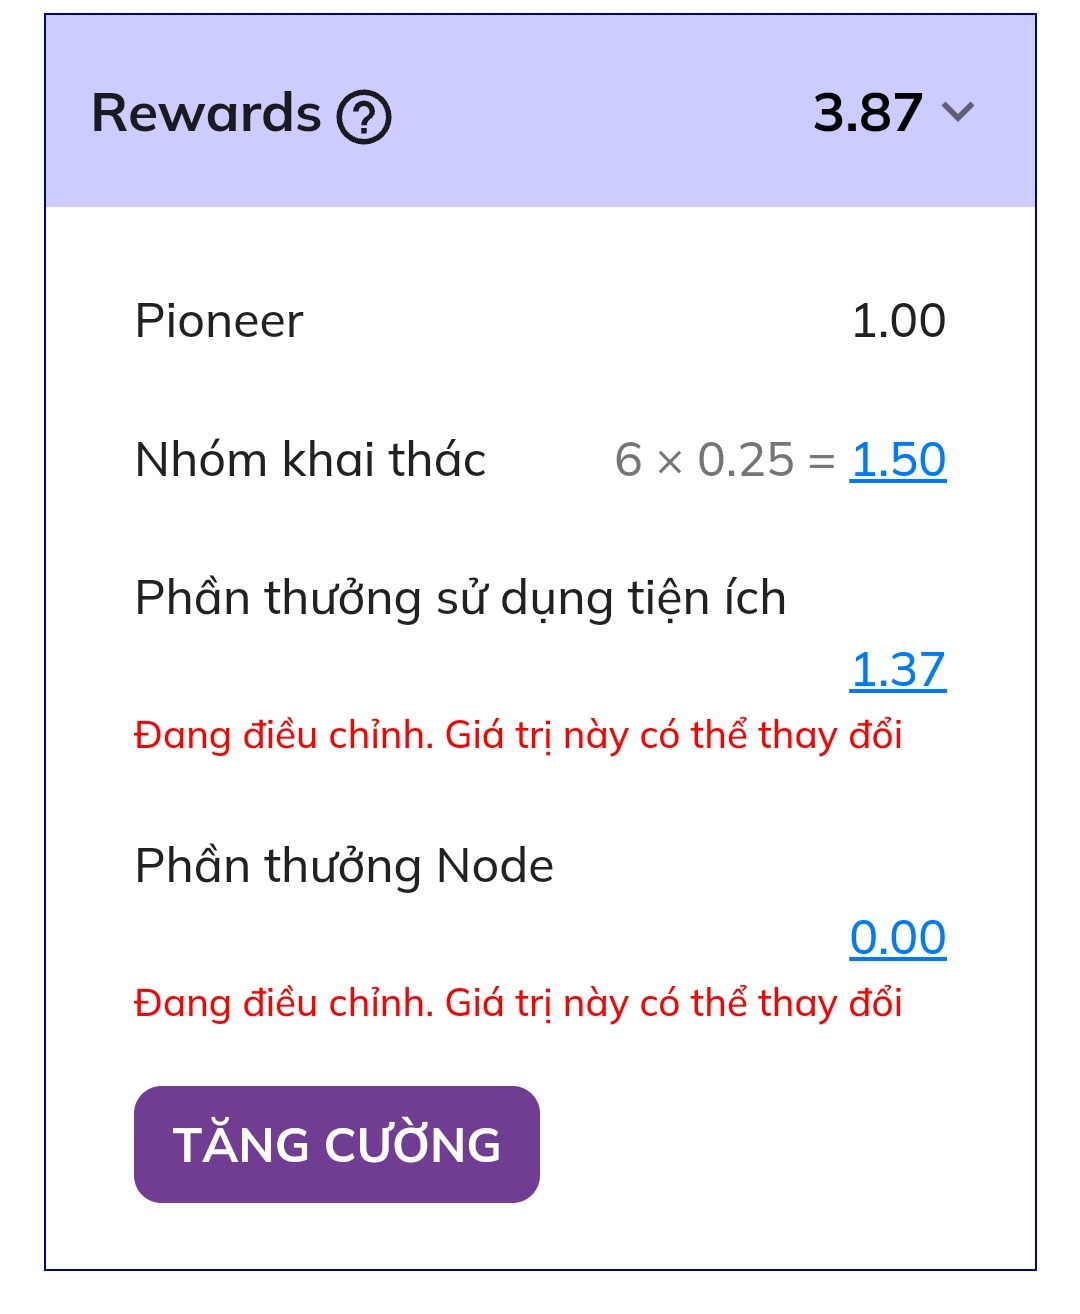 Rewards ? 3.87
Pioneer 1.00
Nhóm khai thác 6 × 0.25 = 1.50
Phần thưởng sử dụng tiện ích
1.37
Đang điều chỉnh. Giá trị này có thể thay đổi
Phần thưởng Node
0.00
Đang điều chỉnh. Giá trị này có thể thay đổi
TĂNG CƯỜNG